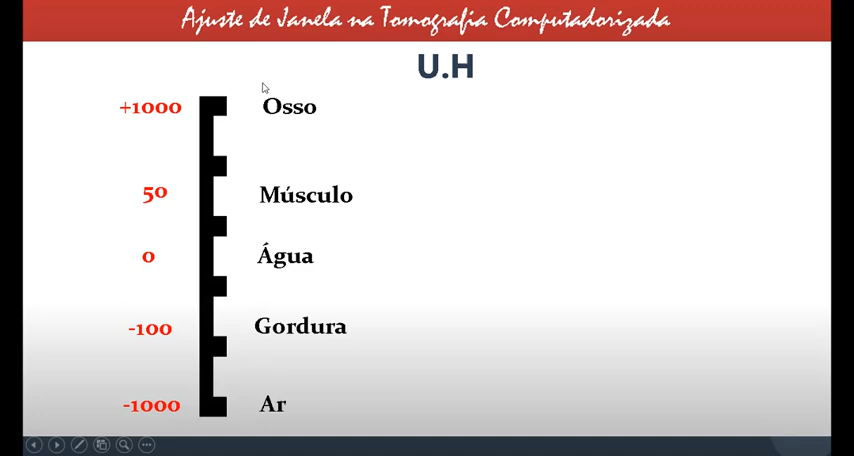 Ajuste de Janela na Tomografia Computadorizada
U.H
+1000 Osso
50 Músculo
0 Água
-100 Gordura
-1000 Ar